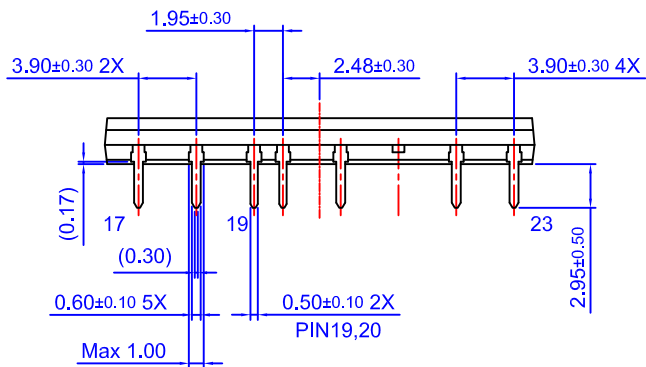 1.95±0.30
3.90±0.30 2X
2.48±0.30
3.90±0.30 4X
(0.17)
17
19
23
(0.30)
2.95±0.50
0.60±0.10 5X
0.50±0.10 2X
PIN19,20
Max 1.00